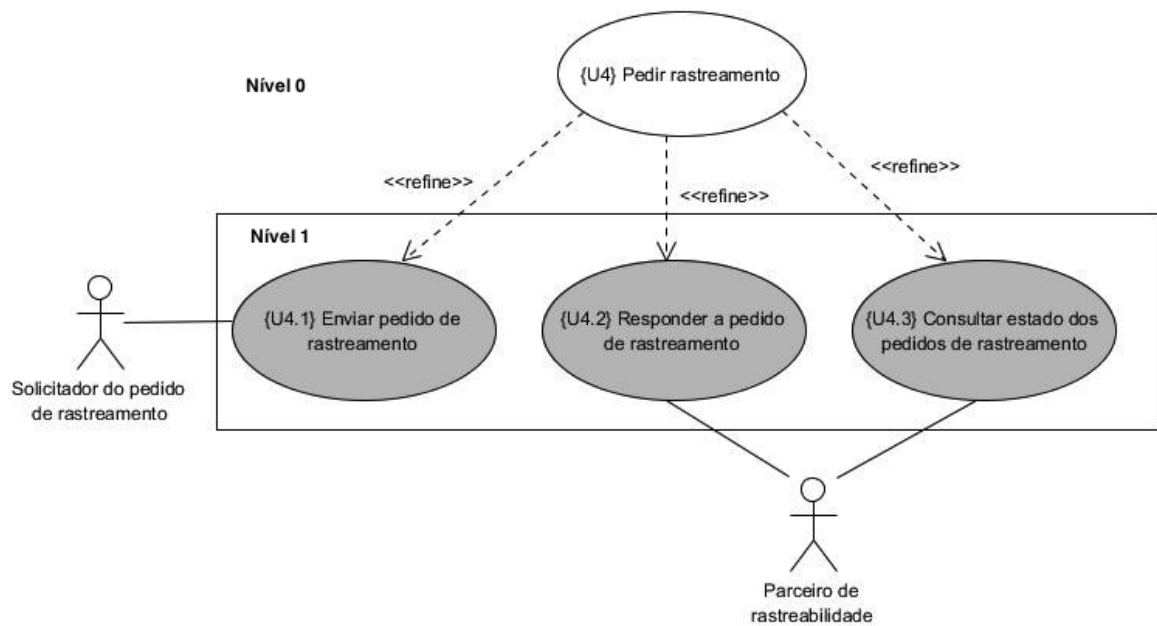 {U4} Pedir rastreamento
Nível 0
<<refine>>
<<refine>>
<<refine>>
Nível 1
{U4.1} Enviar pedido de
rastreamento
{U4.2} Responder a pedido
de rastreamento
{U4.3} Consultar estado dos
pedidos de rastreamento
Solicitador do pedido
de rastreamento
Parceiro de
rastreabilidade